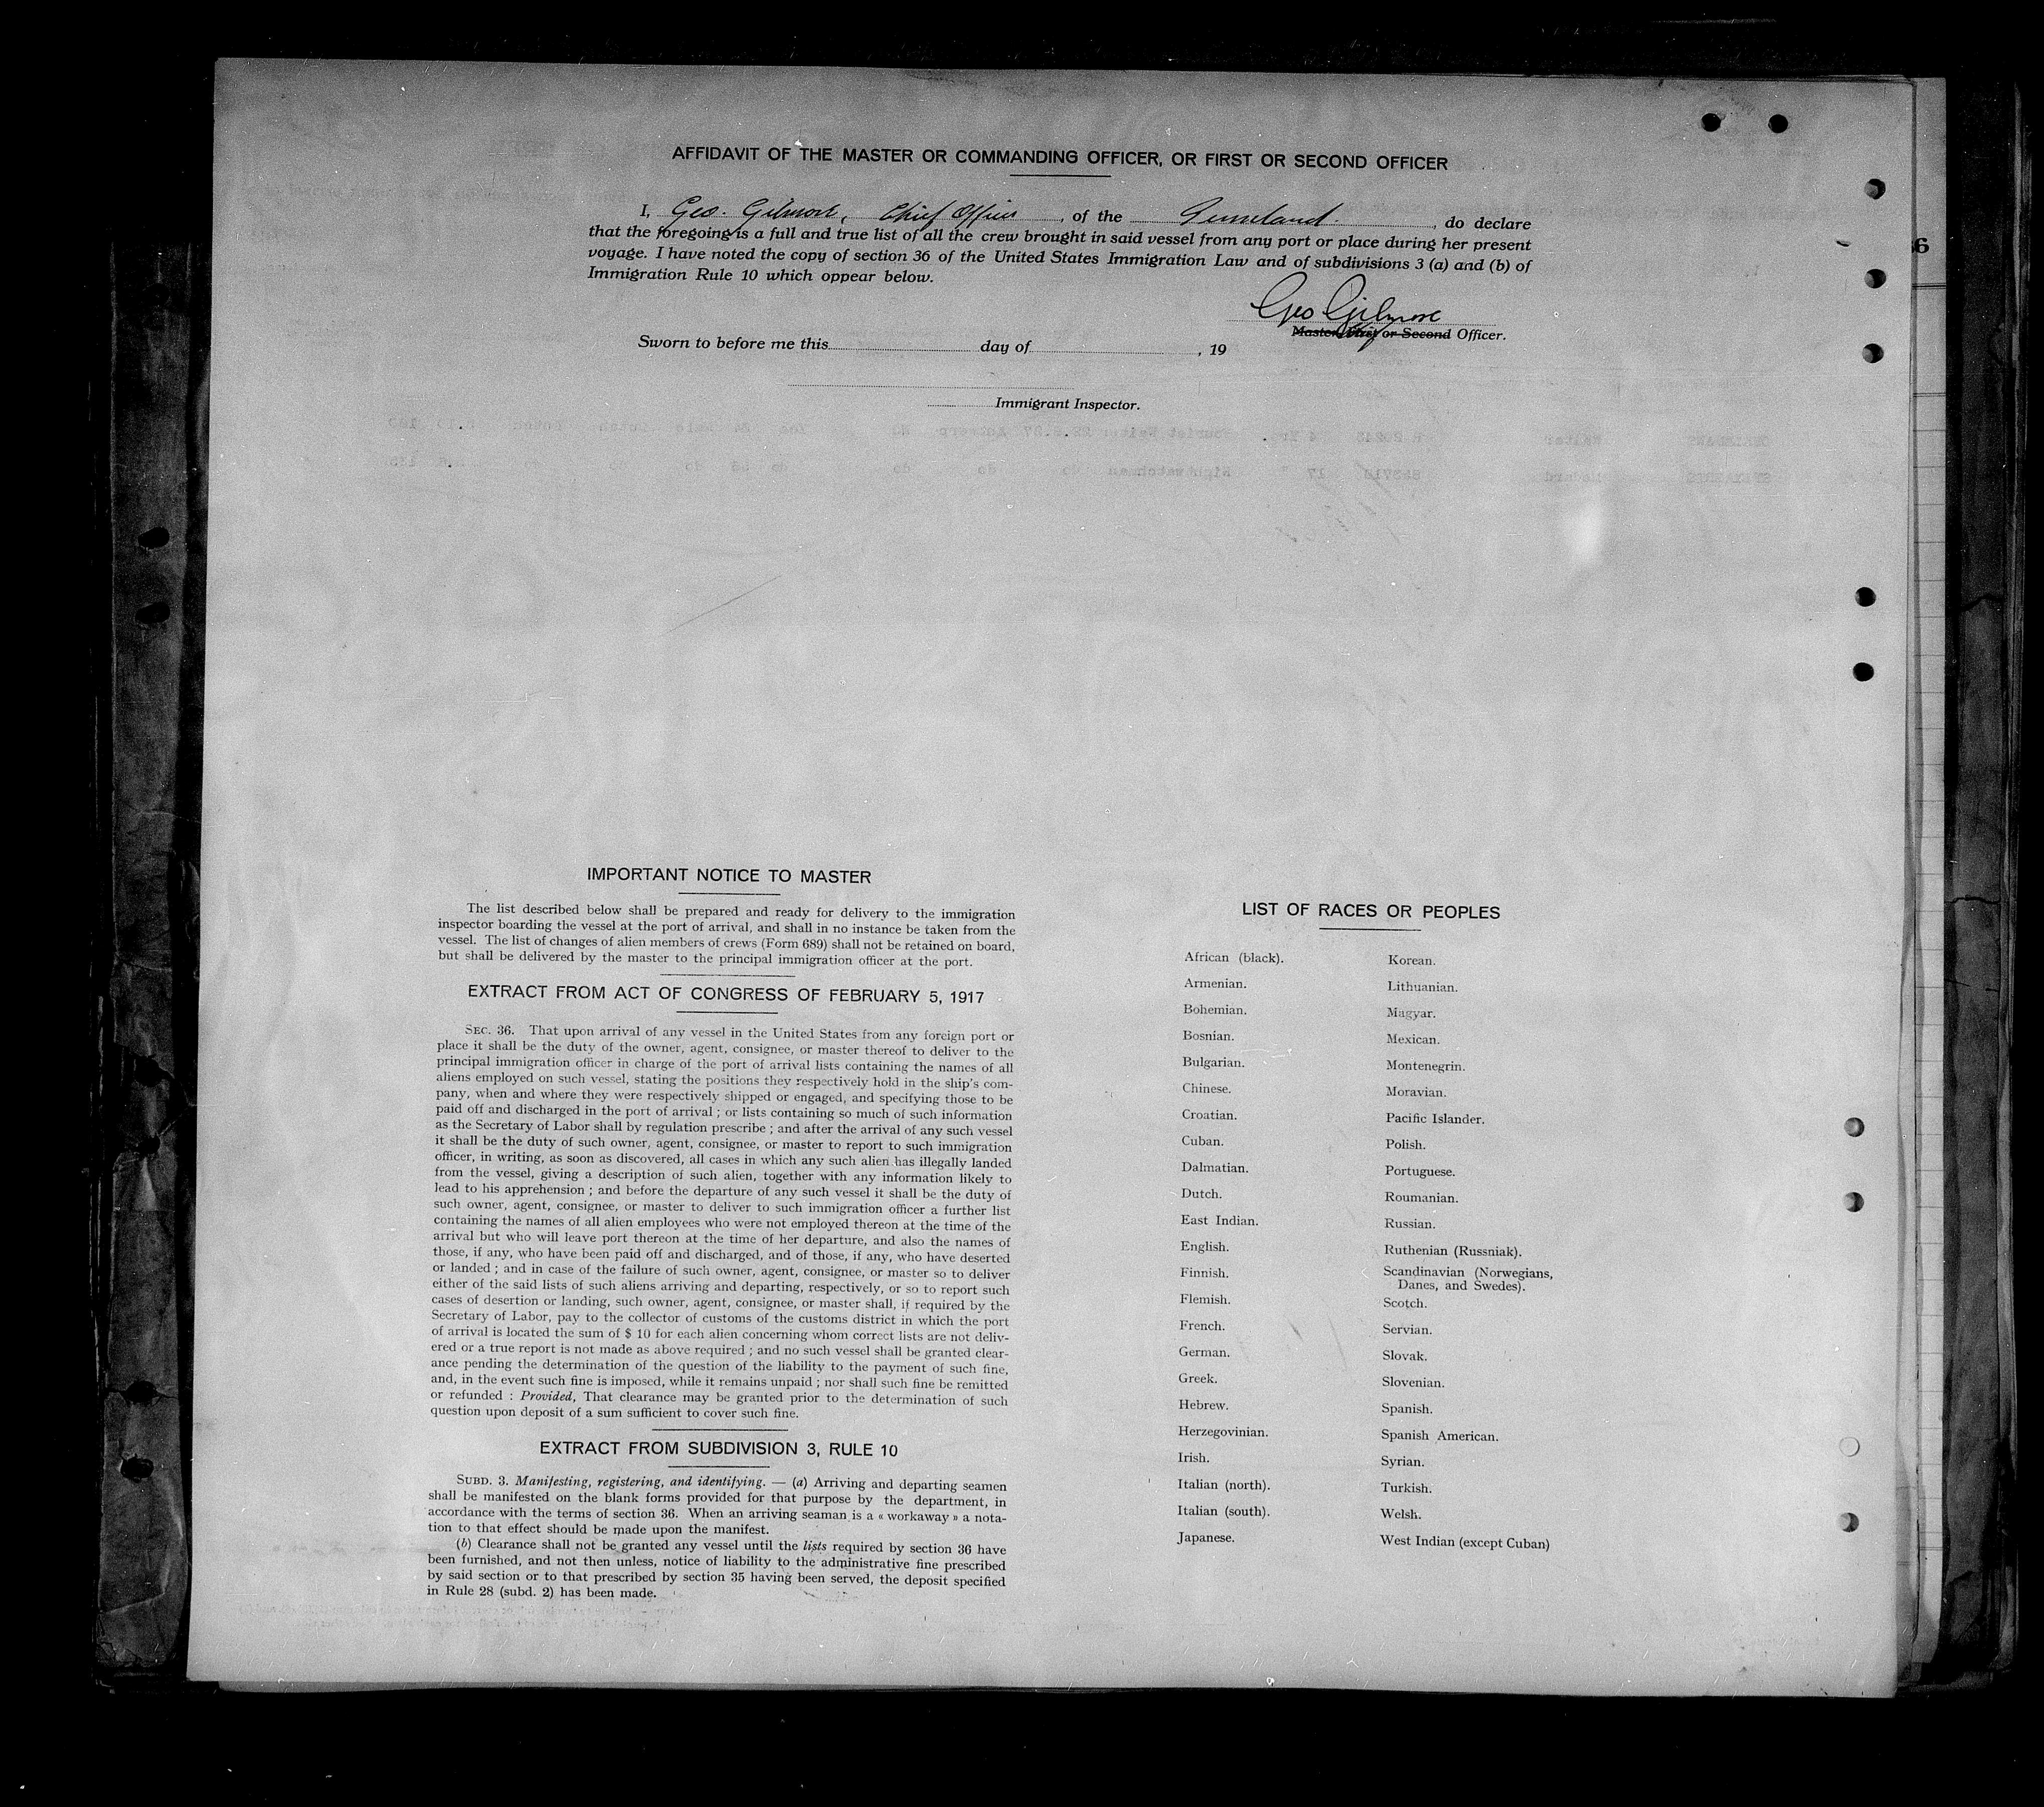 AFFIDAVIT OF THE MASTER OR COMMANDING OFFICER, OR FIRST OR SECOND OFFICER
I, Geo. Gilmore, Chief Officer, of the , do declare
that the foregoing is a full and true list of all the crew brought in said vessel from any port or place during her present
voyage. I have noted the copy of section 36 of the United States Immigration Law and of subdivisions 3 (a) and (b) of
Immigration Rule 10 which oppear below.
Geo Gilmore
Master, First or Second Officer.
Sworn to before me this day of , 19
Immigrant Inspector.
6
IMPORTANT NOTICE TO MASTER
The list described below shall be prepared and ready for delivery to the immigration
inspector boarding the vessel at the port of arrival, and shall in no instance be taken from the
vessel. The list of changes of alien members of crews (Form 689) shall not be retained on board,
but shall be delivered by the master to the principal immigration officer at the port.
EXTRACT FROM ACT OF CONGRESS OF FEBRUARY 5, 1917
SEC. 36. That upon arrival of any vessel in the United States from any foreign port or
place it shall be the duty of the owner, agent, consignee, or master thereof to deliver to the
principal immigration officer in charge of the port of arrival lists containing the names of all
aliens employed on such vessel, stating the positions they respectively hold in the ship's com-
pany, when and where they were respectively shipped or engaged, and specifying those to be
paid off and discharged in the port of arrival ; or lists containing so much of such information
as the Secretary of Labor shall by regulation prescribe ; and after the arrival of any such vessel
it shall be the duty of such owner, agent, consignee, or master to report to such immigration
officer, in writing, as soon as discovered, all cases in which any such alien has illegally landed
from the vessel, giving a description of such alien, together with any information likely to
lead to his apprehension ; and before the departure of any such vessel it shall be the duty of
such owner, agent, consignee, or master to deliver to such immigration officer a further list
containing the names of all alien employees who were not employed thereon at the time of the
arrival but who will leave port thereon at the time of her departure, and also the names of
those, if any, who have been paid off and discharged, and of those, if any, who have deserted
or landed ; and in case of the failure of such owner, agent, consignee, or master so to deliver
either of the said lists of such aliens arriving and departing, respectively, or so to report such
cases of desertion or landing, such owner, agent, consignee, or master shall, if required by the
Secretary of Labor, pay to the collector of customs of the customs district in which the port
of arrival is located the sum of $ 10 for each alien concerning whom correct lists are not deliv-
ered or a true report is not made as above required ; and no such vessel shall be granted clear-
ance pending the determination of the question of the liability to the payment of such fine,
and, in the event such fine is imposed, while it remains unpaid ; nor shall such fine be remitted
or refunded : Provided, That clearance may be granted prior to the determination of such
question upon deposit of a sum sufficient to cover such fine.
EXTRACT FROM SUBDIVISION 3, RULE 10
SUBD. 3. Manifesting, registering, and identifying. — (a) Arriving and departing seamen
shall be manifested on the blank forms provided for that purpose by the department, in
accordance with the terms of section 36. When an arriving seaman is a « workaway » a nota-
tion to that effect should be made upon the manifest.
(b) Clearance shall not be granted any vessel until the lists required by section 36 have
been furnished, and not then unless, notice of liability to the administrative fine prescribed
by said section or to that prescribed by section 35 having been served, the deposit specified
in Rule 28 (subd. 2) has been made.
LIST OF RACES OR PEOPLES
African (black).
Armenian.
Bohemian.
Bosnian.
Bulgarian.
Chinese.
Croatian.
Cuban.
Dalmatian.
Dutch.
East Indian.
English.
Finnish.
Flemish.
French.
German.
Greek.
Hebrew.
Herzegovinian.
Irish.
Italian (north).
Italian (south).
Japanese.
Korean.
Lithuanian.
Magyar.
Mexican.
Montenegrin.
Moravian.
Pacific Islander.
Polish.
Portuguese.
Roumanian.
Russian.
Ruthenian (Russniak).
Scandinavian (Norwegians,
Danes, and Swedes).
Scotch.
Servian.
Slovak.
Slovenian.
Spanish.
Spanish American.
Syrian.
Turkish.
Welsh.
West Indian (except Cuban)